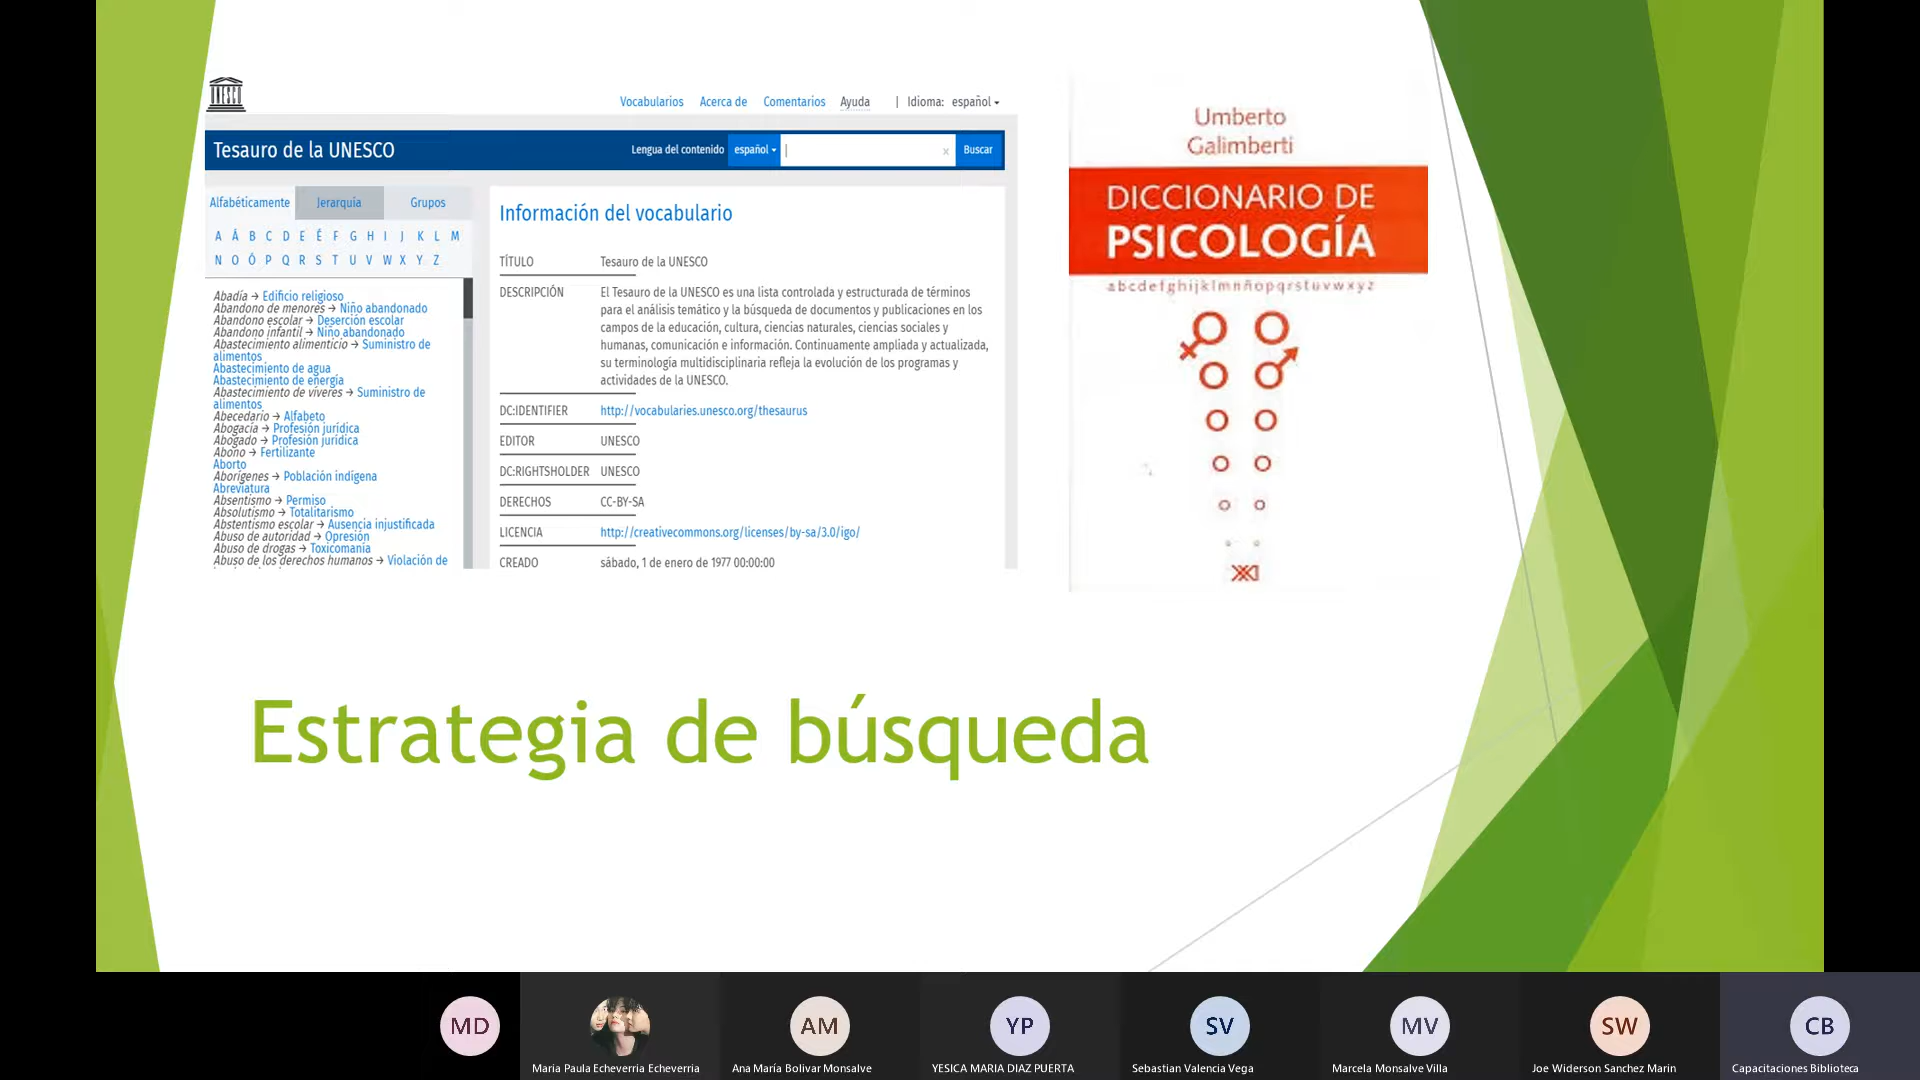 UNESCO
Vocabularios Acerca de Comentarios Ayuda | Idioma: español
Tesauro de la UNESCO Lengua del contenido español x Buscar
Alfabéticamente Jerarquía Grupos
A Á B C D E É F G H I J K L M
N O Ó P Q R S T U V W X Y Z
Abadía → Edificio religioso
Abandono de menores → Niño abandonado
Abandono escolar → Deserción escolar
Abandono infantil → Niño abandonado
Abastecimiento alimenticio → Suministro de
alimentos
Abastecimiento de agua
Abastecimiento de energía
Abastecimiento de víveres → Suministro de
alimentos
Abecedario → Alfabeto
Abogacía → Profesión jurídica
Abogado → Profesión jurídica
Abono → Fertilizante
Aborto
Aborígenes → Población indígena
Abreviatura
Absentismo → Permiso
Absolutismo → Totalitarismo
Abstentismo escolar → Ausencia injustificada
Abuso de autoridad → Opresión
Abuso de drogas → Toxicomanía
Abuso de los derechos humanos → Violación de
Información del vocabulario
TÍTULO Tesauro de la UNESCO
DESCRIPCIÓN El Tesauro de la UNESCO es una lista controlada y estructurada de términos
para el análisis temático y la búsqueda de documentos y publicaciones en los
campos de la educación, cultura, ciencias naturales, ciencias sociales y
humanas, comunicación e información. Continuamente ampliada y actualizada,
su terminología multidisciplinaria refleja la evolución de los programas y
actividades de la UNESCO.
DC:IDENTIFIER http://vocabularies.unesco.org/thesaurus
EDITOR UNESCO
DC:RIGHTSHOLDER UNESCO
DERECHOS CC-BY-SA
LICENCIA http://creativecommons.org/licenses/by-sa/3.0/igo/
CREADO sábado, 1 de enero de 1977 00:00:00
Umberto
Galimberti
DICCIONARIO DE
PSICOLOGÍA
abcdefghijklmnñopqrstuvwxyz
Estrategia de búsqueda
MD
Maria Paula Echeverria Echeverria
AM
Ana María Bolivar Monsalve
YP
YESICA MARIA DIAZ PUERTA
SV
Sebastian Valencia Vega
MV
Marcela Monsalve Villa
SW
Joe Widerson Sanchez Marin
CB
Capacitaciones Biblioteca